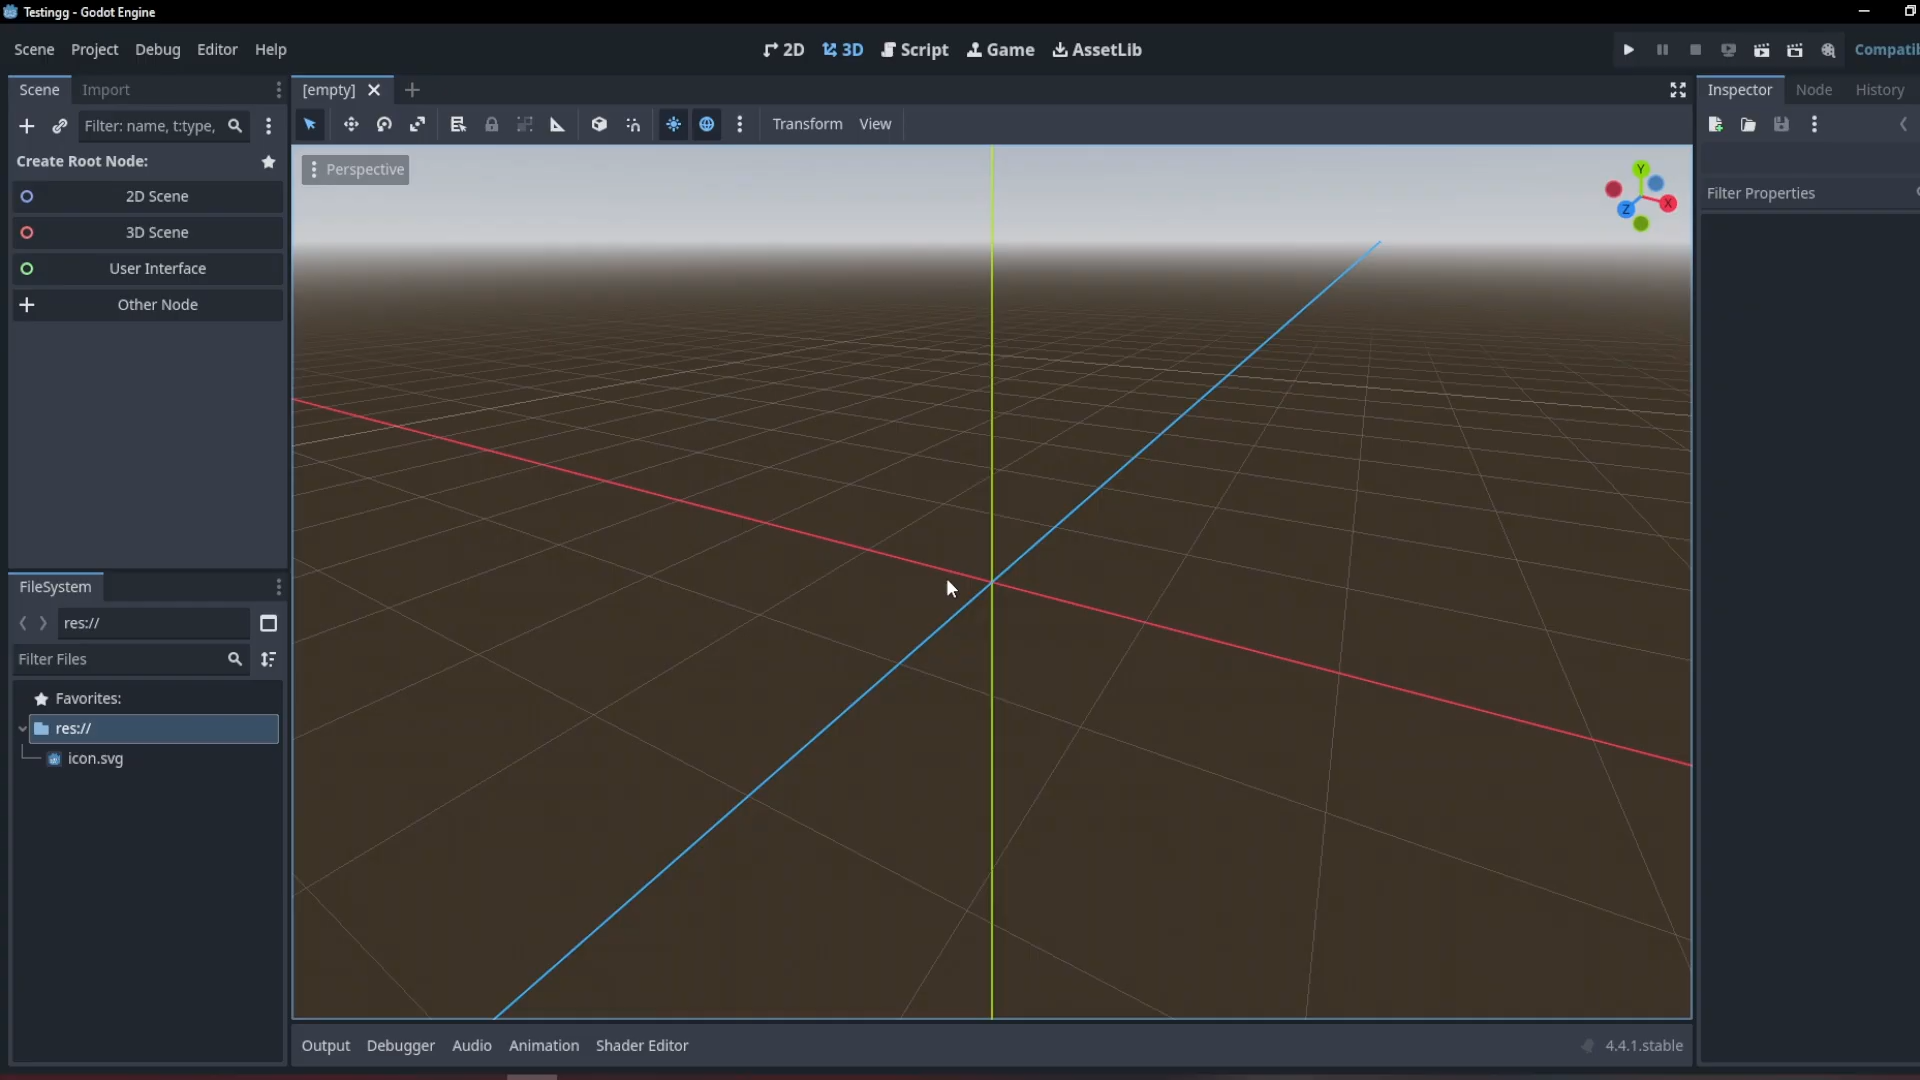 Testingg - Godot Engine
Scene Project Debug Editor Help
2D 3D Script Game AssetLib
Compatib
Scene Import
[empty]
Inspector Node History
Filter: name, t:type,
Transform View
Create Root Node:
Perspective
2D Scene
3D Scene
User Interface
Other Node
Y
X
Z
Filter Properties
FileSystem
res://
Filter Files
Favorites:
res://
icon.svg
Output Debugger Audio Animation Shader Editor
4.4.1.stable